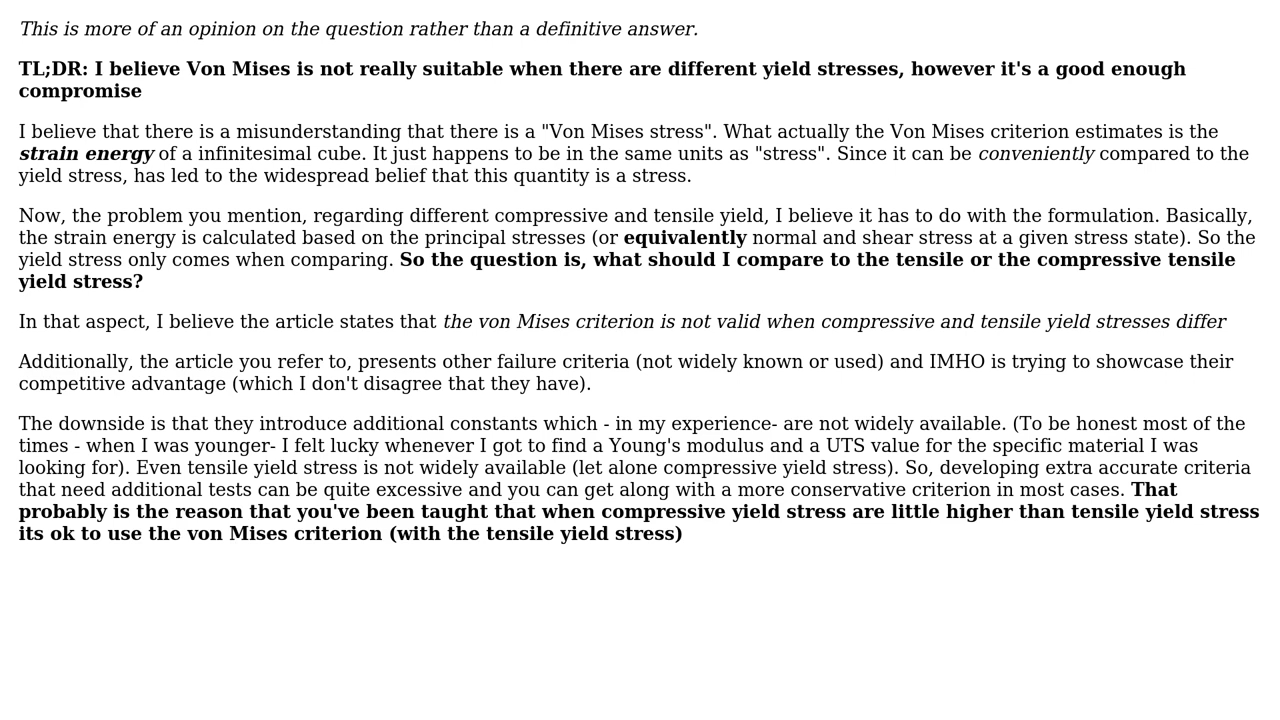 This is more of an opinion on the question rather than a definitive answer.
TL;DR: I believe Von Mises is not really suitable when there are different yield stresses, however it's a good enough
compromise
I believe that there is a misunderstanding that there is a "Von Mises stress". What actually the Von Mises criterion estimates is the
strain energy of a infinitesimal cube. It just happens to be in the same units as "stress". Since it can be conveniently compared to the
yield stress, has led to the widespread belief that this quantity is a stress.
Now, the problem you mention, regarding different compressive and tensile yield, I believe it has to do with the formulation. Basically,
the strain energy is calculated based on the principal stresses (or equivalently normal and shear stress at a given stress state). So the
yield stress only comes when comparing. So the question is, what should I compare to the tensile or the compressive tensile
yield stress?
In that aspect, I believe the article states that the von Mises criterion is not valid when compressive and tensile yield stresses differ
Additionally, the article you refer to, presents other failure criteria (not widely known or used) and IMHO is trying to showcase their
competitive advantage (which I don't disagree that they have).
The downside is that they introduce additional constants which - in my experience- are not widely available. (To be honest most of the
times - when I was younger- I felt lucky whenever I got to find a Young's modulus and a UTS value for the specific material I was
looking for). Even tensile yield stress is not widely available (let alone compressive yield stress). So, developing extra accurate criteria
that need additional tests can be quite excessive and you can get along with a more conservative criterion in most cases. That
probably is the reason that you've been taught that when compressive yield stress are little higher than tensile yield stress
its ok to use the von Mises criterion (with the tensile yield stress)